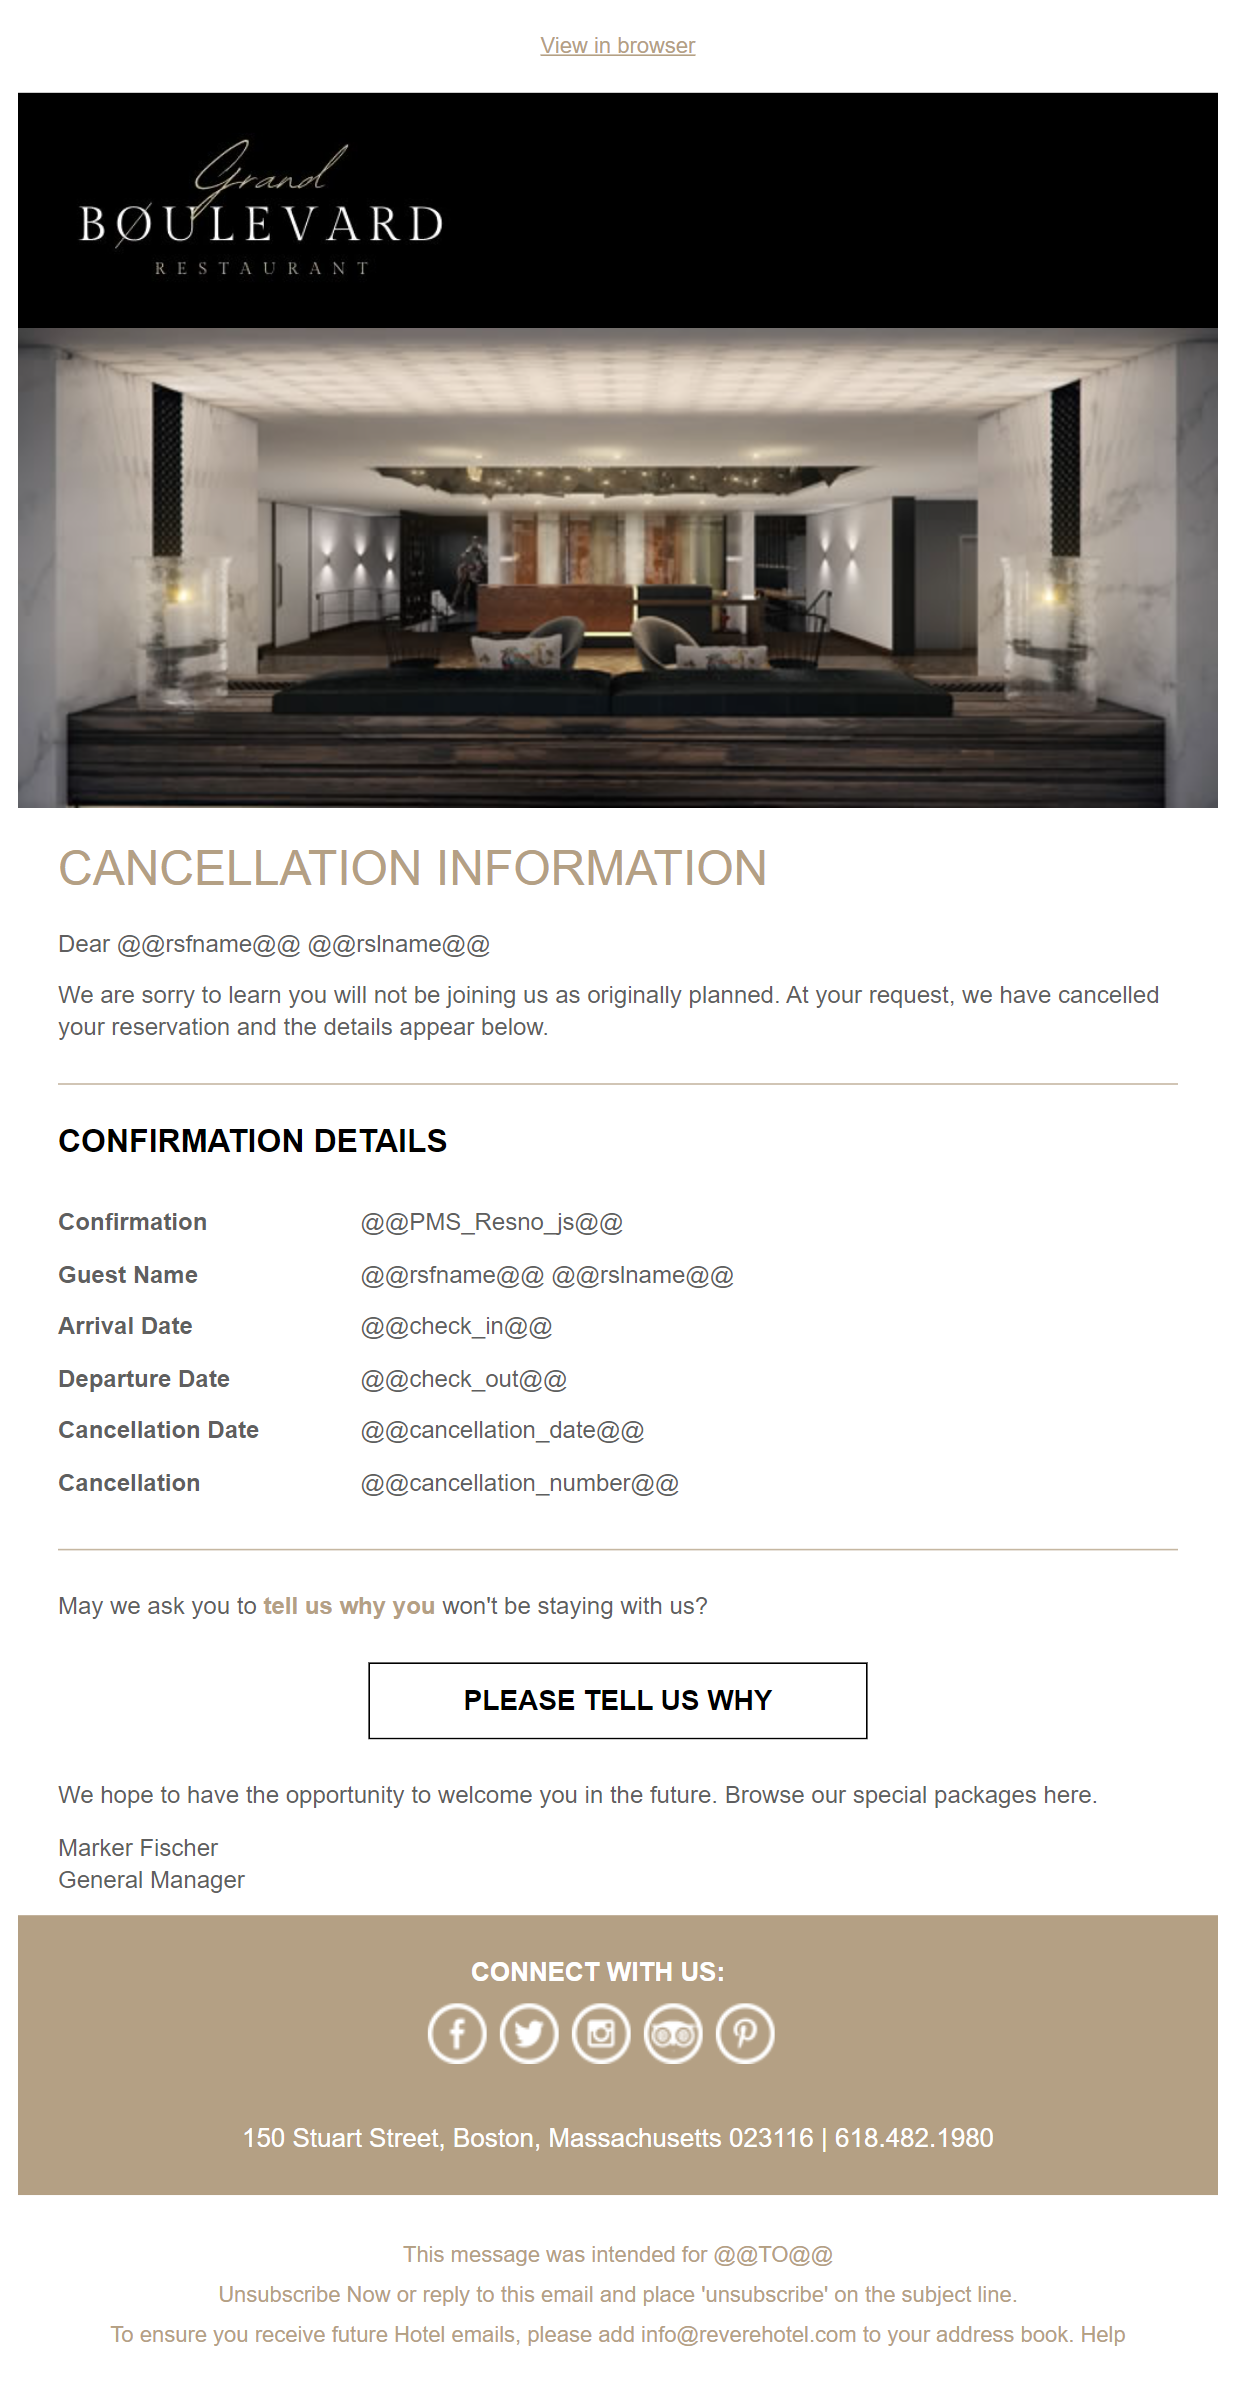 View in browser
Grand
BØULEVARD
RESTAURANT
CANCELLATION INFORMATION
Dear @@rsfname@@ @@rslname@@
We are sorry to learn you will not be joining us as originally planned. At your request, we have cancelled
your reservation and the details appear below.
CONFIRMATION DETAILS
Confirmation @@PMS_Resno_js@@
Guest Name @@rsfname@@ @@rslname@@
Arrival Date @@check_in@@
Departure Date @@check_out@@
Cancellation Date @@cancellation_date@@
Cancellation @@cancellation_number@@
May we ask you to tell us why you won't be staying with us?
PLEASE TELL US WHY
We hope to have the opportunity to welcome you in the future. Browse our special packages here.
Marker Fischer
General Manager
CONNECT WITH US:
150 Stuart Street, Boston, Massachusetts 023116 | 618.482.1980
This message was intended for @@TO@@
Unsubscribe Now or reply to this email and place 'unsubscribe' on the subject line.
To ensure you receive future Hotel emails, please add info@reverehotel.com to your address book. Help